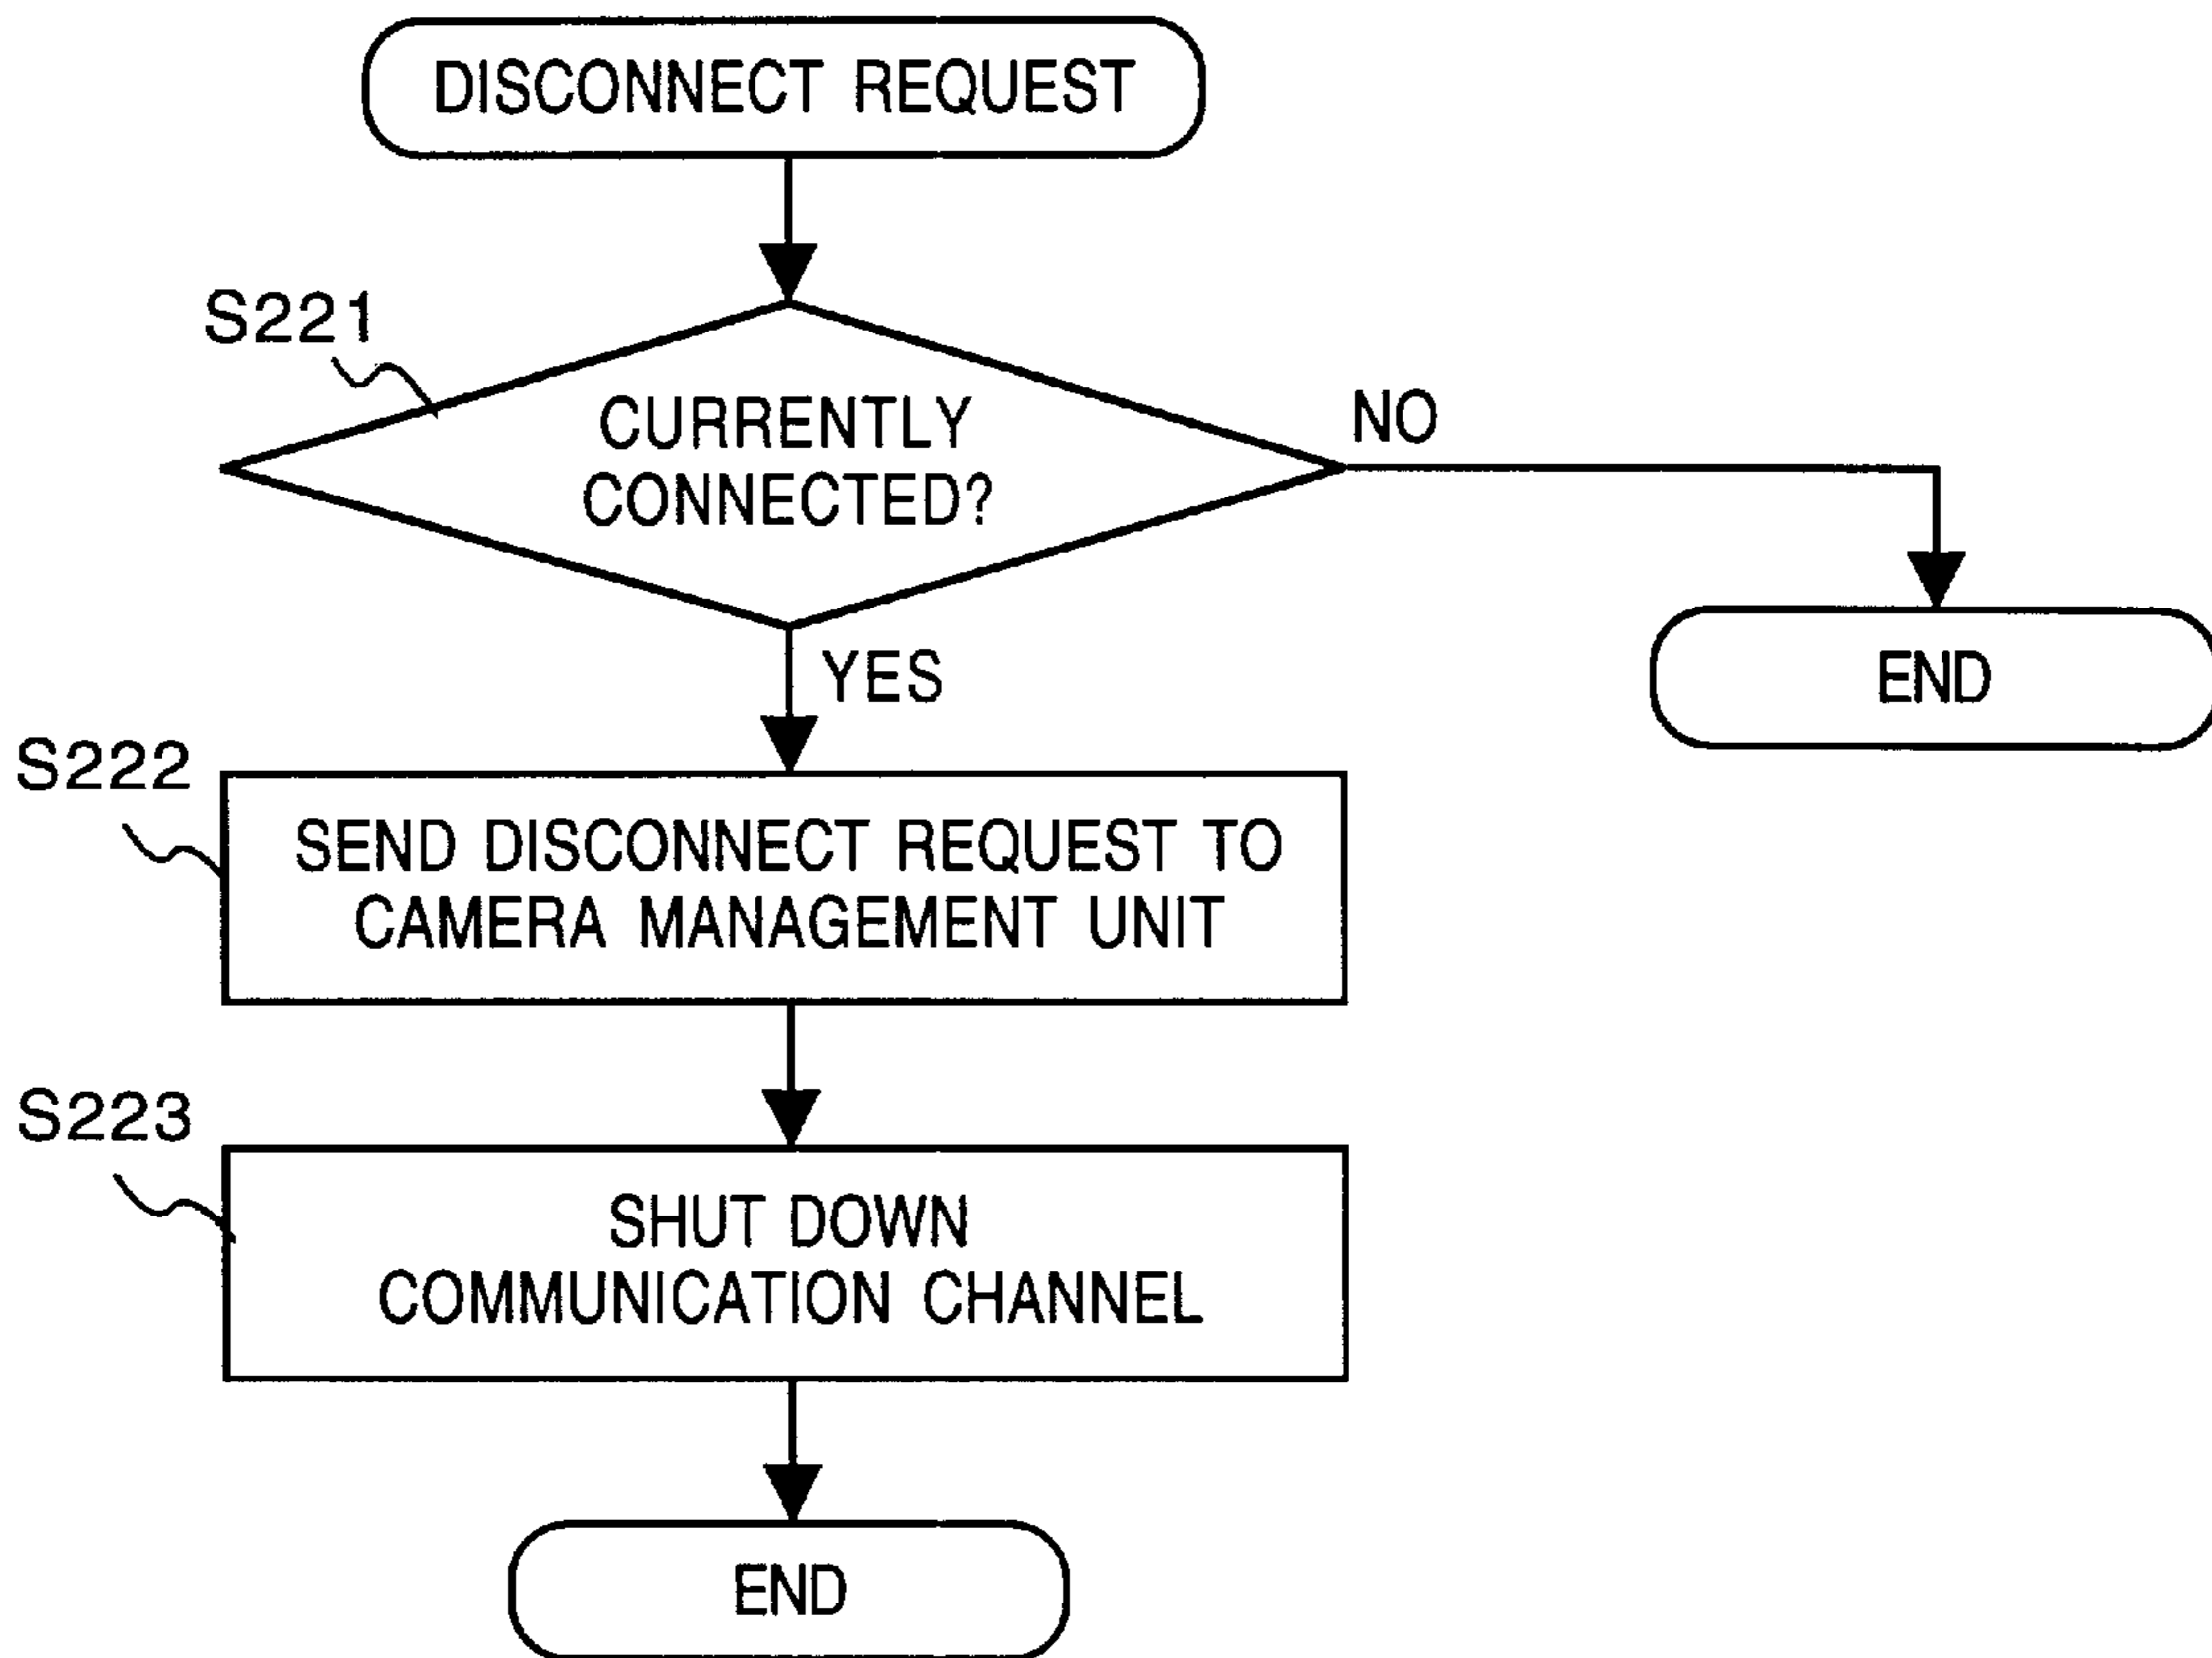 DISCONNECT REQUEST
S221
CURRENTLY
CONNECTED?
NO
END
YES
S222
SEND DISCONNECT REQUEST TO
CAMERA MANAGEMENT UNIT
S223
SHUT DOWN
COMMUNICATION CHANNEL
END